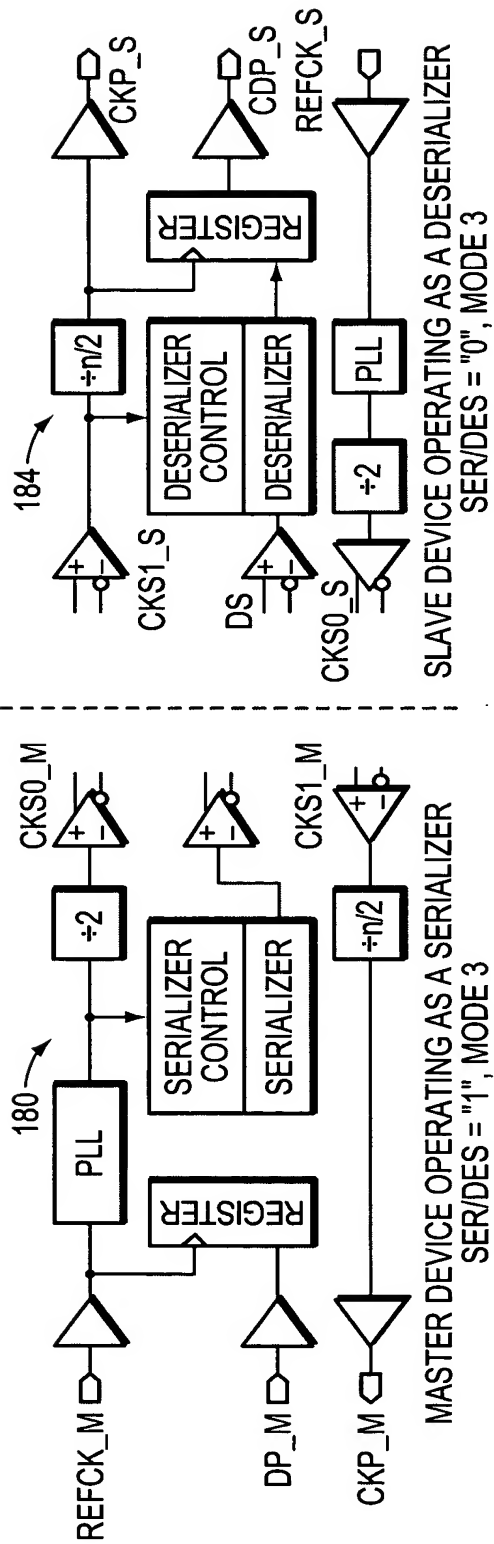 REFCK_M
PLL
180
÷2
CKS0_M
+
−
REGISTER
SERIALIZER
CONTROL
SERIALIZER
+
−
DP_M
CKP_M
÷n/2
CKS1_M
+
−
MASTER DEVICE OPERATING AS A SERIALIZER
SER/DES = "1", MODE 3
184
+
−
CKS1_S
÷n/2
CKP_S
DESERIALIZER
CONTROL
DESERIALIZER
REGISTER
DS
+
−
CDP_S
CKS0_S
+
−
÷2
PLL
REFCK_S
SLAVE DEVICE OPERATING AS A DESERIALIZER
SER/DES = "0", MODE 3